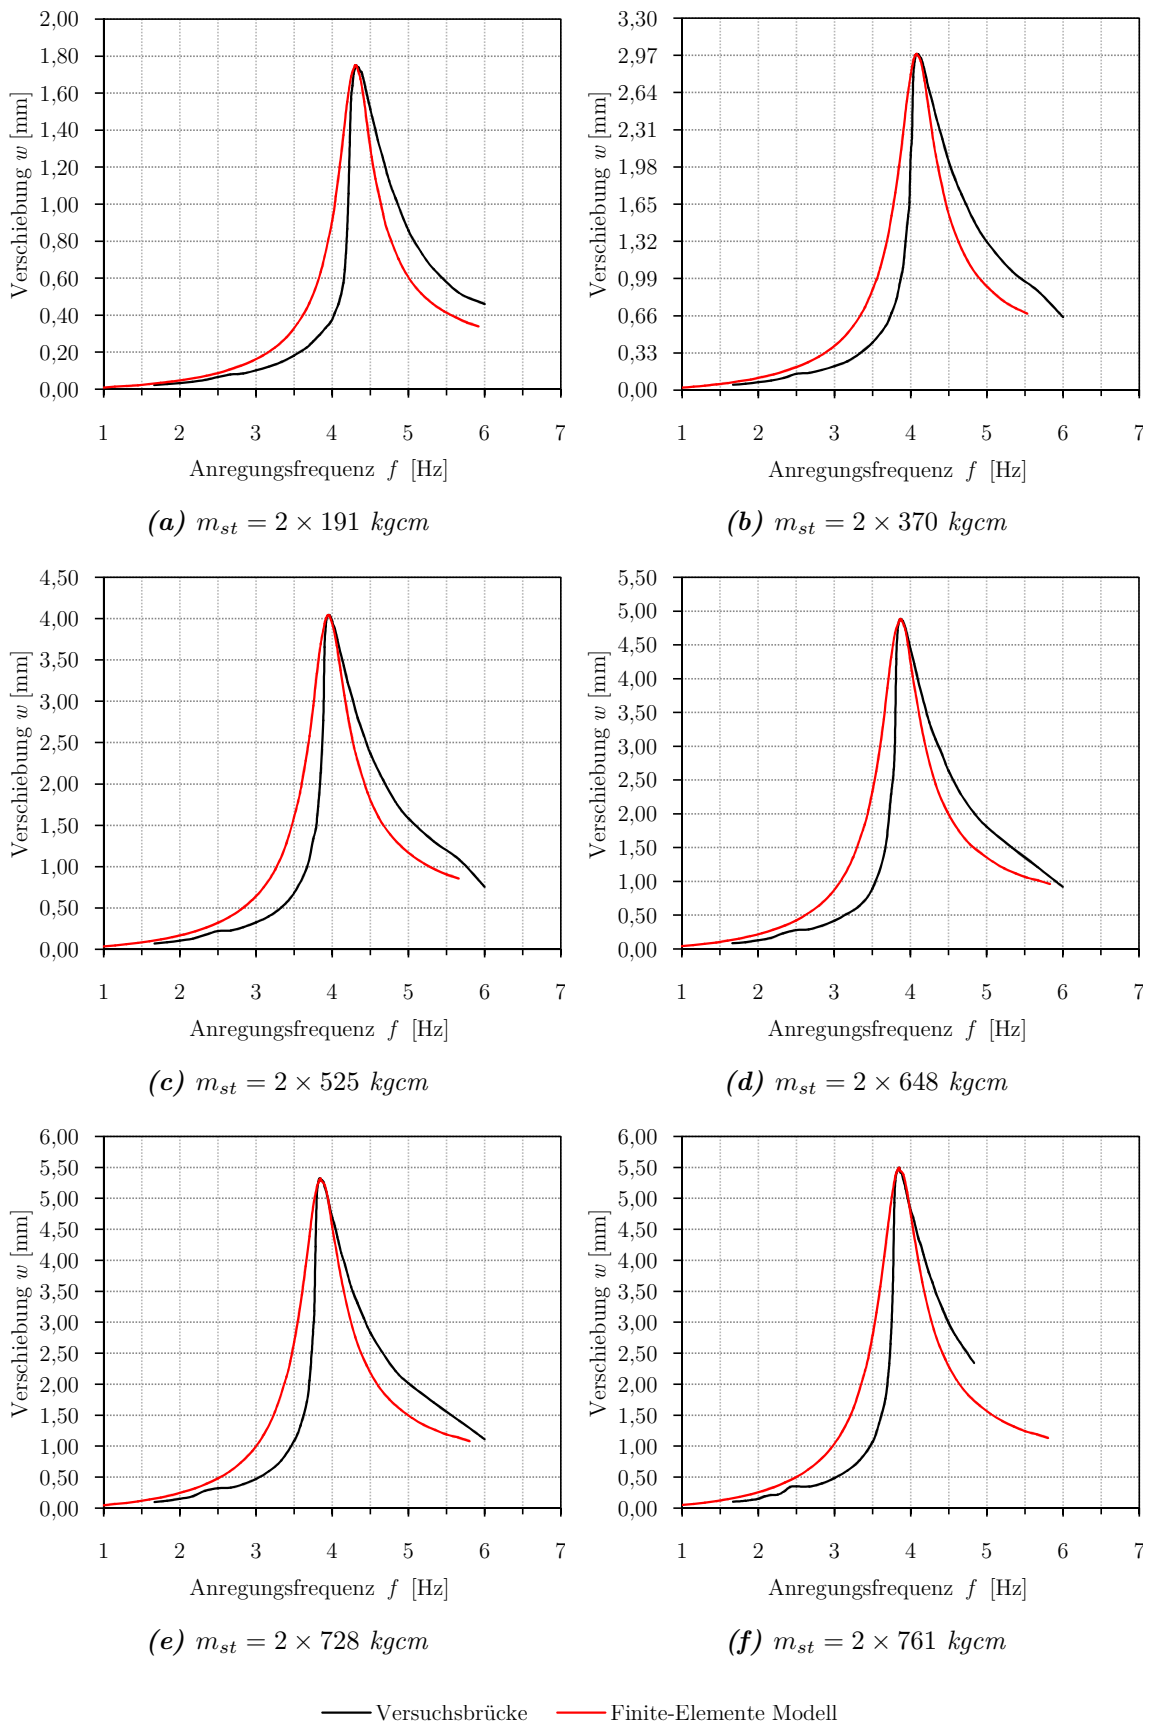 2,00
1,80
1,60
1,40
1,20
1,00
0,80
0,60
0,40
0,20
0,00
Verschiebung w [mm]
1 2 3 4 5 6 7
Anregungsfrequenz f [Hz]
(a) m_st = 2 × 191 kgcm
3,30
2,97
2,64
2,31
1,98
1,65
1,32
0,99
0,66
0,33
0,00
Verschiebung w [mm]
1 2 3 4 5 6 7
Anregungsfrequenz f [Hz]
(b) m_st = 2 × 370 kgcm
4,50
4,00
3,50
3,00
2,50
2,00
1,50
1,00
0,50
0,00
Verschiebung w [mm]
1 2 3 4 5 6 7
Anregungsfrequenz f [Hz]
(c) m_st = 2 × 525 kgcm
5,50
5,00
4,50
4,00
3,50
3,00
2,50
2,00
1,50
1,00
0,50
0,00
Verschiebung w [mm]
1 2 3 4 5 6 7
Anregungsfrequenz f [Hz]
(d) m_st = 2 × 648 kgcm
6,00
5,50
5,00
4,50
4,00
3,50
3,00
2,50
2,00
1,50
1,00
0,50
0,00
Verschiebung w [mm]
1 2 3 4 5 6 7
Anregungsfrequenz f [Hz]
(e) m_st = 2 × 728 kgcm
6,00
5,50
5,00
4,50
4,00
3,50
3,00
2,50
2,00
1,50
1,00
0,50
0,00
Verschiebung w [mm]
1 2 3 4 5 6 7
Anregungsfrequenz f [Hz]
(f) m_st = 2 × 761 kgcm
Versuchsbrücke Finite-Elemente Modell